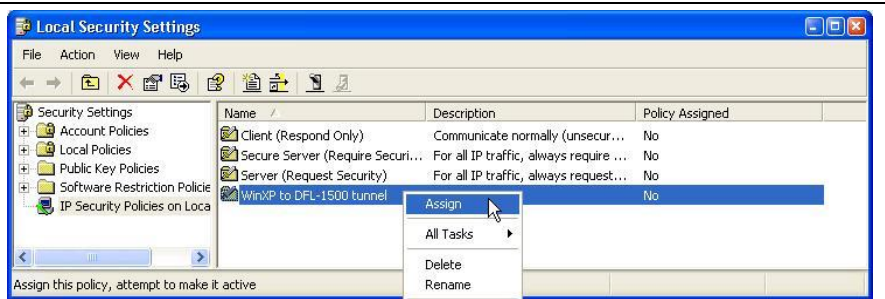 Local Security Settings
File Action View Help
Security Settings
Account Policies
Local Policies
Public Key Policies
Software Restriction Policie
IP Security Policies on Loca
Name Description Policy Assigned
Client (Respond Only) Communicate normally (unsecur... No
Secure Server (Require Securi... For all IP traffic, always require ... No
Server (Request Security) For all IP traffic, always request... No
WinXP to DFL-1500 tunnel No
Assign
All Tasks
Delete
Rename
Assign this policy, attempt to make it active